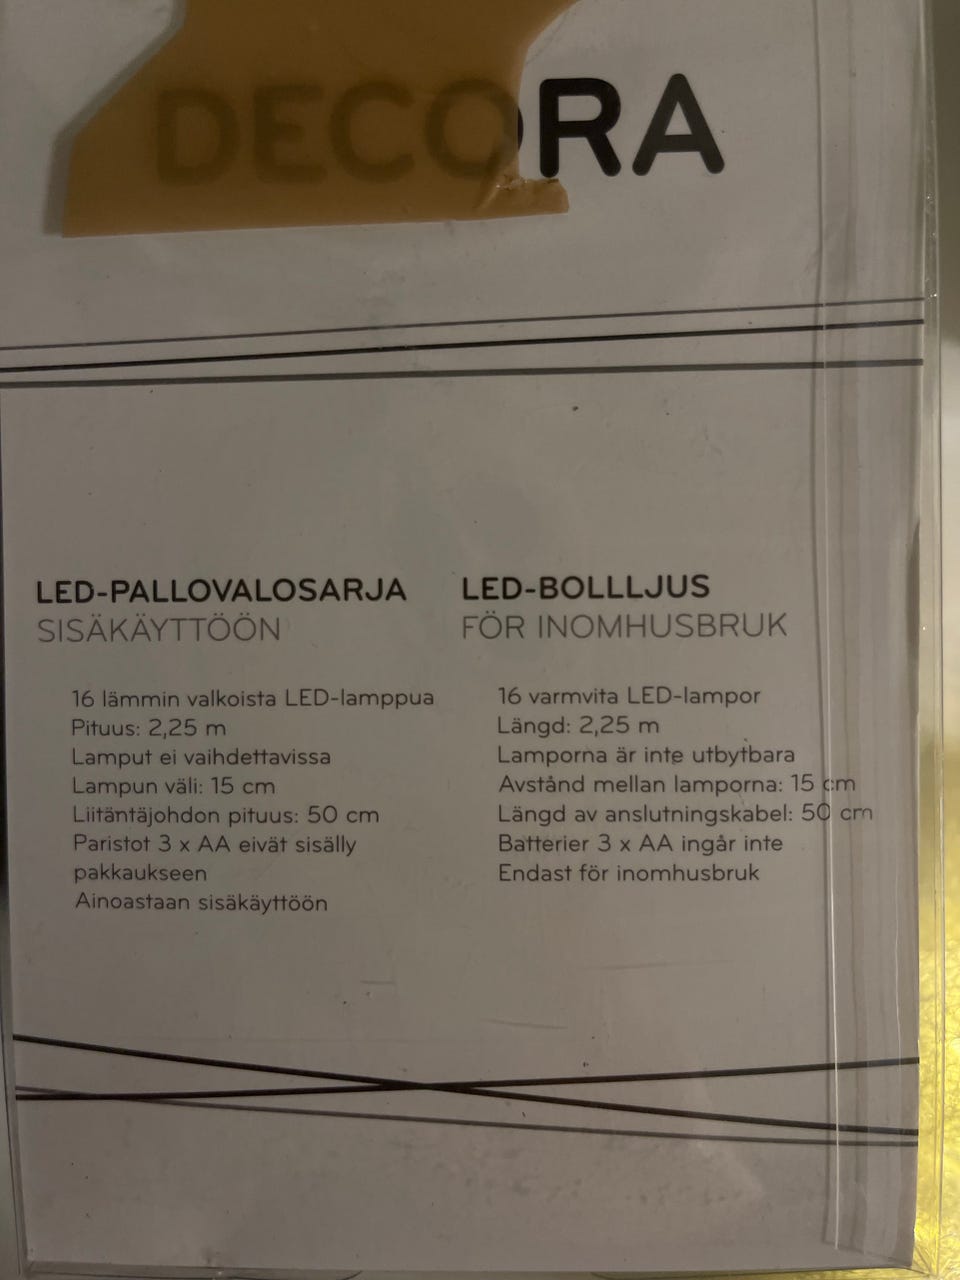 DECORA
LED-PALLOVALOSARJA
SISÄKÄYTTÖÖN
16 lämmin valkoista LED-lamppua
Pituus: 2,25 m
Lamput ei vaihdettavissa
Lampun väli: 15 cm
Liitäntäjohdon pituus: 50 cm
Paristot 3 x AA eivät sisälly
pakkaukseen
Ainoastaan sisäkäyttöön
LED-BOLLLJUS
FÖR INOMHUSBRUK
16 varmvita LED-lampor
Längd: 2,25 m
Lamporna är inte utbytbara
Avstånd mellan lamporna: 15 cm
Längd av anslutningskabel: 50 cm
Batterier 3 x AA ingår inte
Endast för inomhusbruk